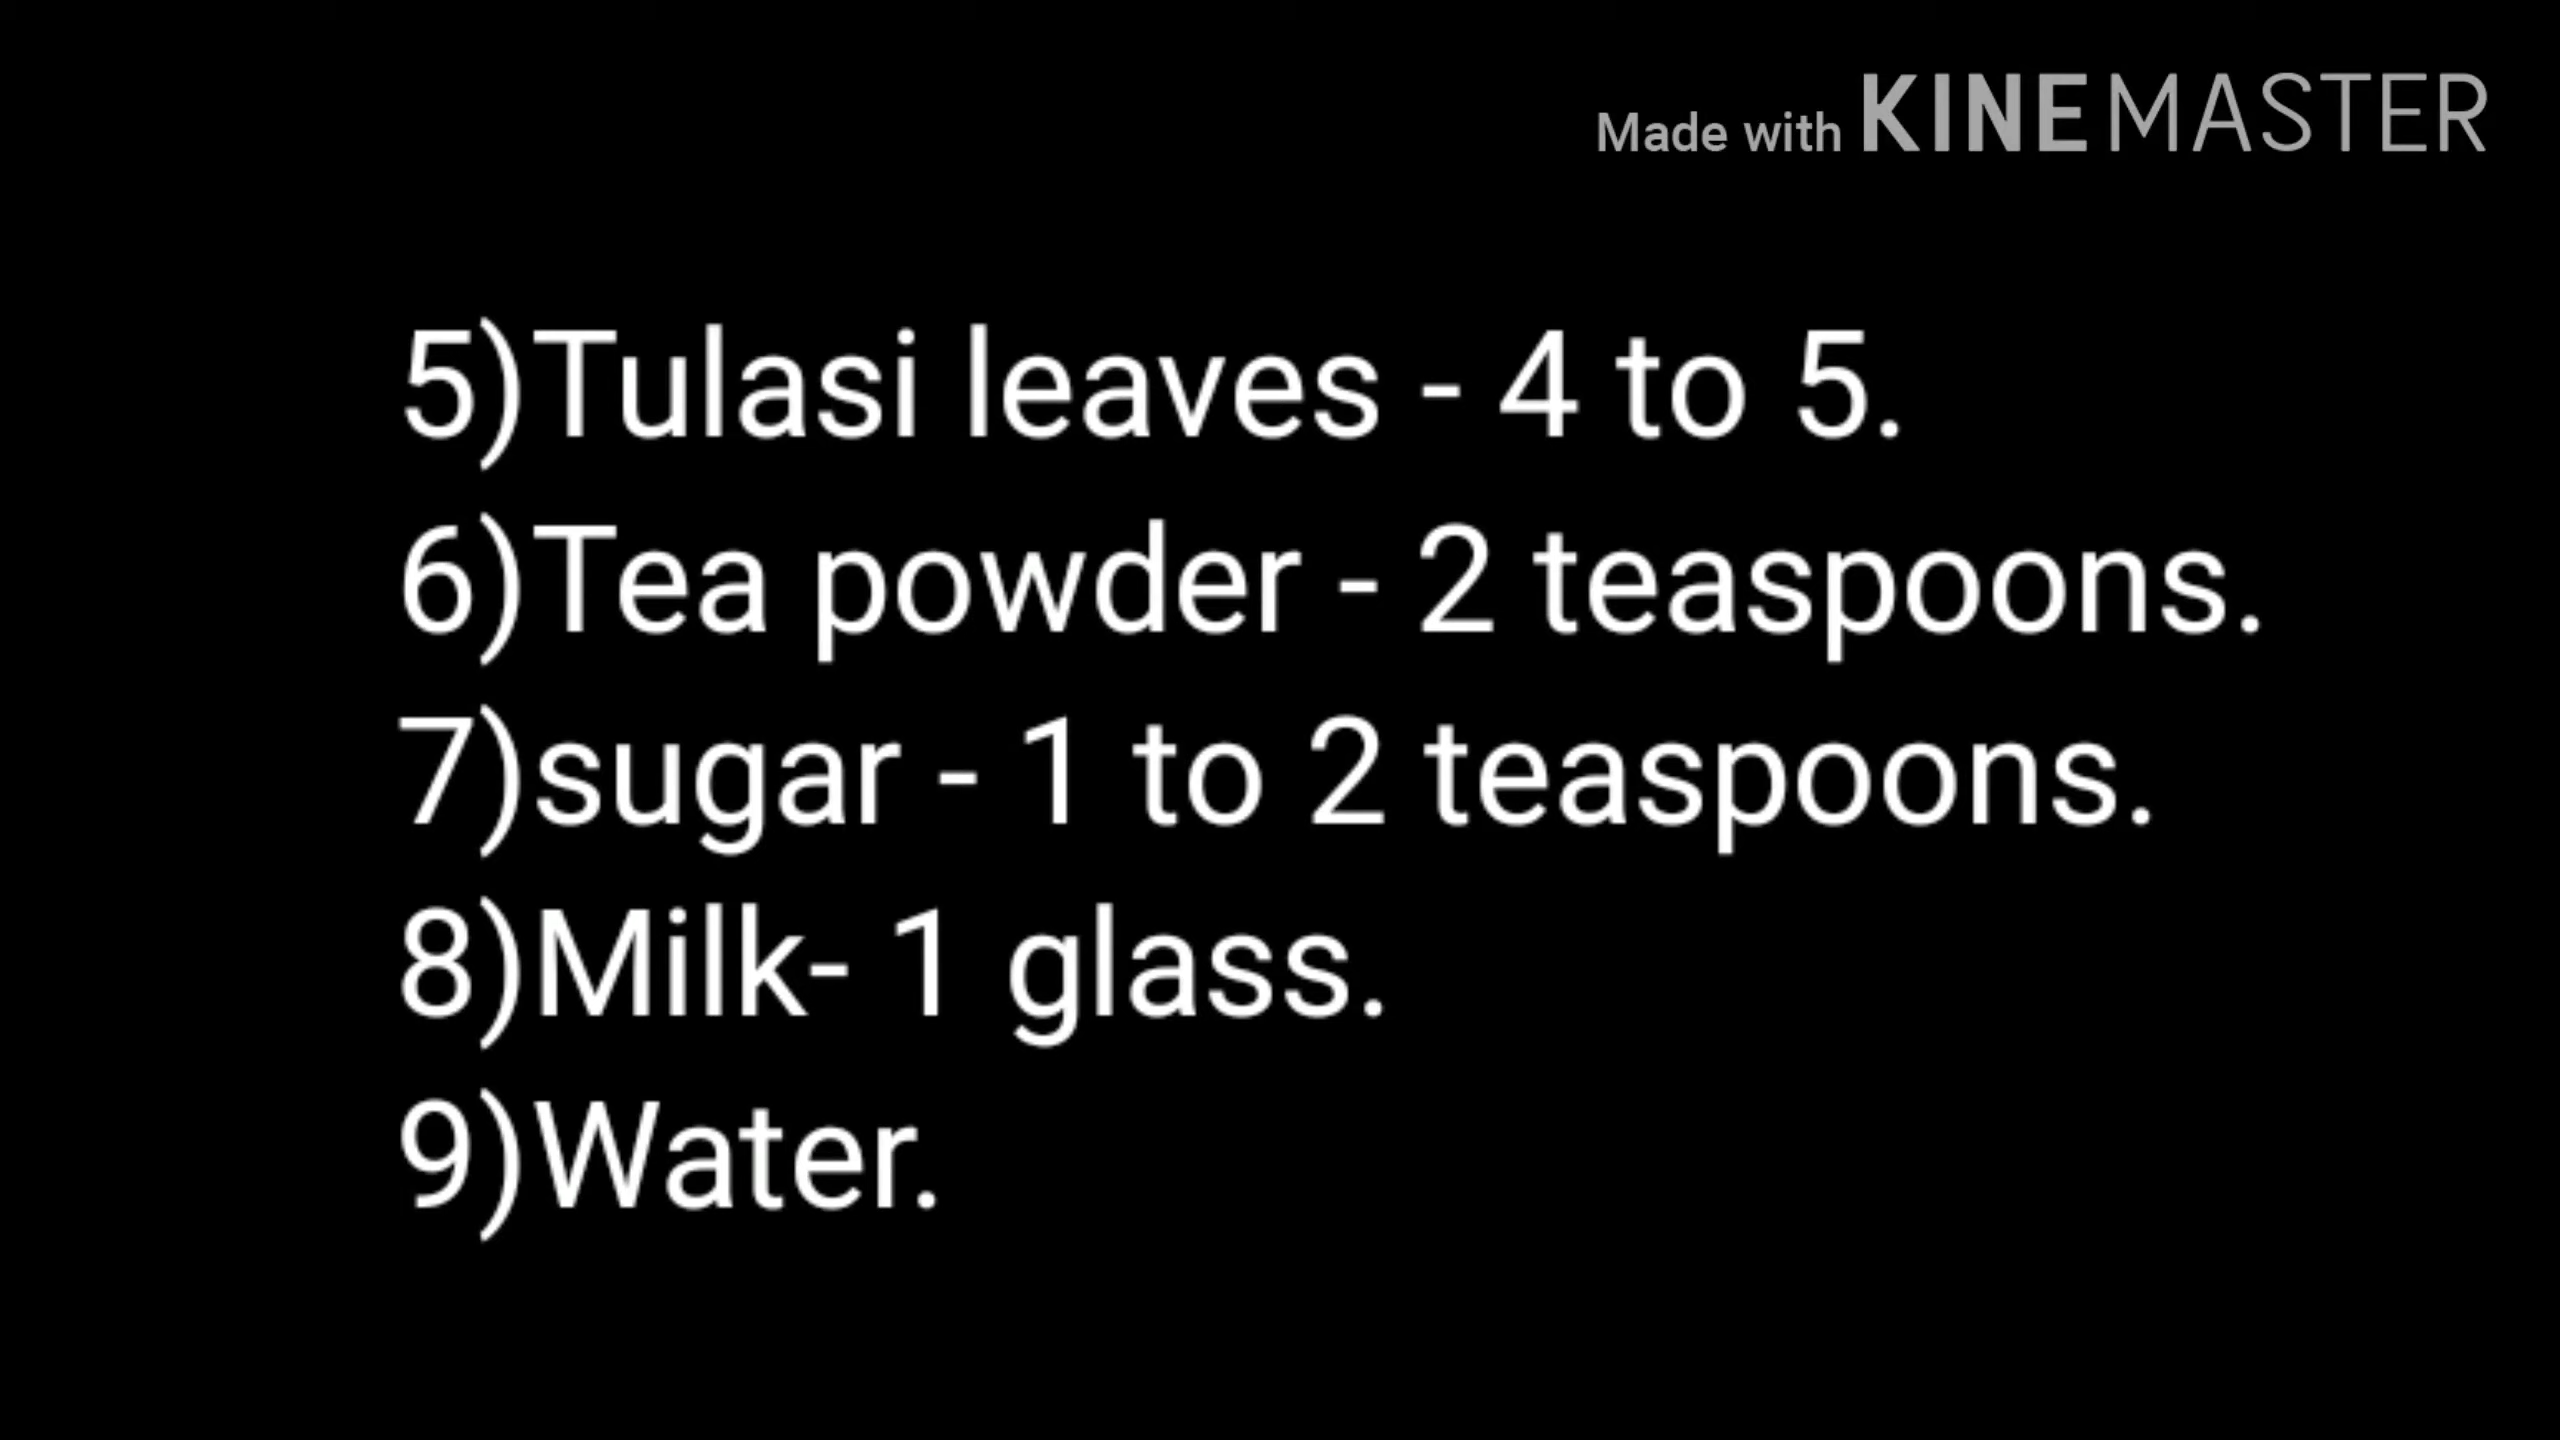 Made with KINEMASTER
5)Tulasi leaves - 4 to 5.
6)Tea powder - 2 teaspoons.
7)sugar - 1 to 2 teaspoons.
8)Milk- 1 glass.
9)Water.